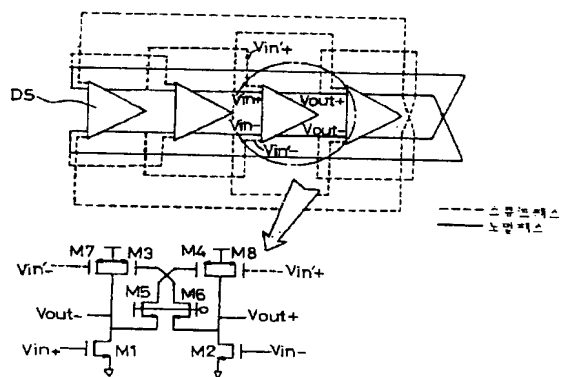 Vin'+
DS
Vin+
Vout+
Vin-
Vout-
Vin'-
스큐드패스
노멀패스
M7
M3
M4
M8
Vin'-
Vin'+
M5
M6
Vout-
Vout+
Vin+
M1
M2
Vin-